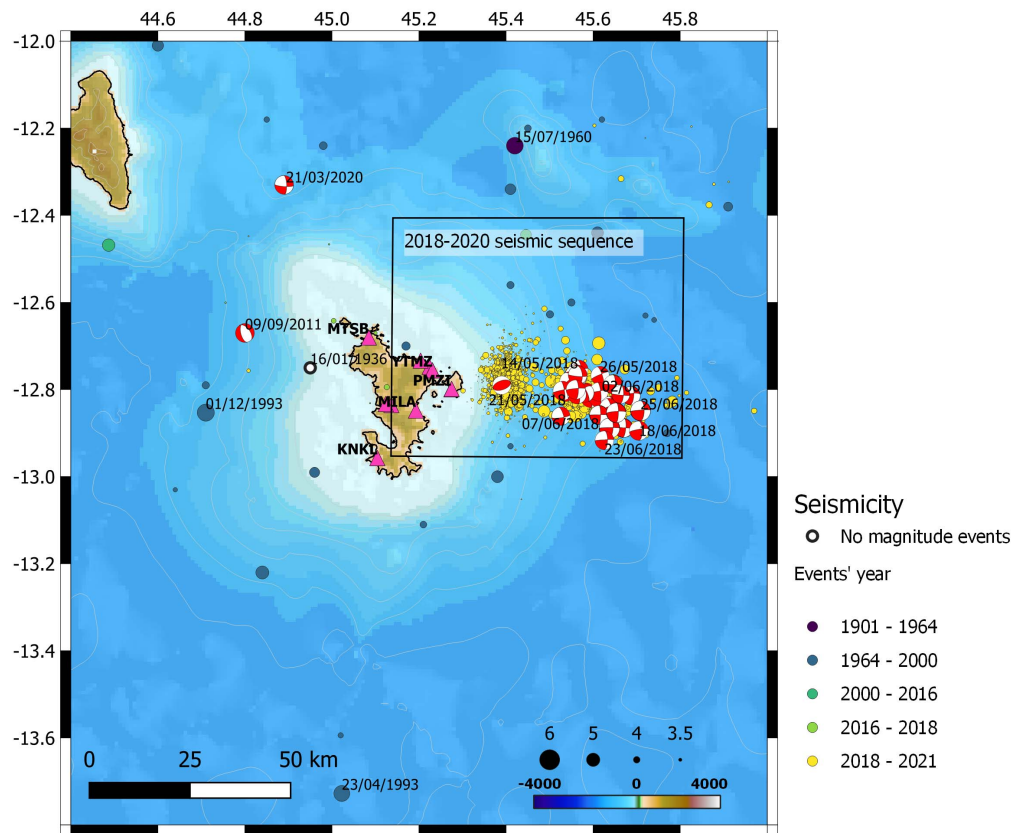 44.6 44.8 45.0 45.2 45.4 45.6 45.8
-12.0
15/07/1960
-12.2
21/03/2020
-12.4
2018-2020 seismic sequence
-12.6
09/09/2011
MTSB
16/01/1936
YTMZ
14/05/2018
26/05/2018
PMZI
02/06/2018
-12.8
01/12/1993
MILA
21/05/2018
25/06/2018
07/06/2018
18/06/2018
KNKL
23/06/2018
-13.0
-13.2
-13.4
-13.6
0 50 km
23/04/1993
6 5 4 3.5
-4000 0 4000
Seismicity
No magnitude events
Events' year
1901 - 1964
1964 - 2000
2000 - 2016
2016 - 2018
2018 - 2021